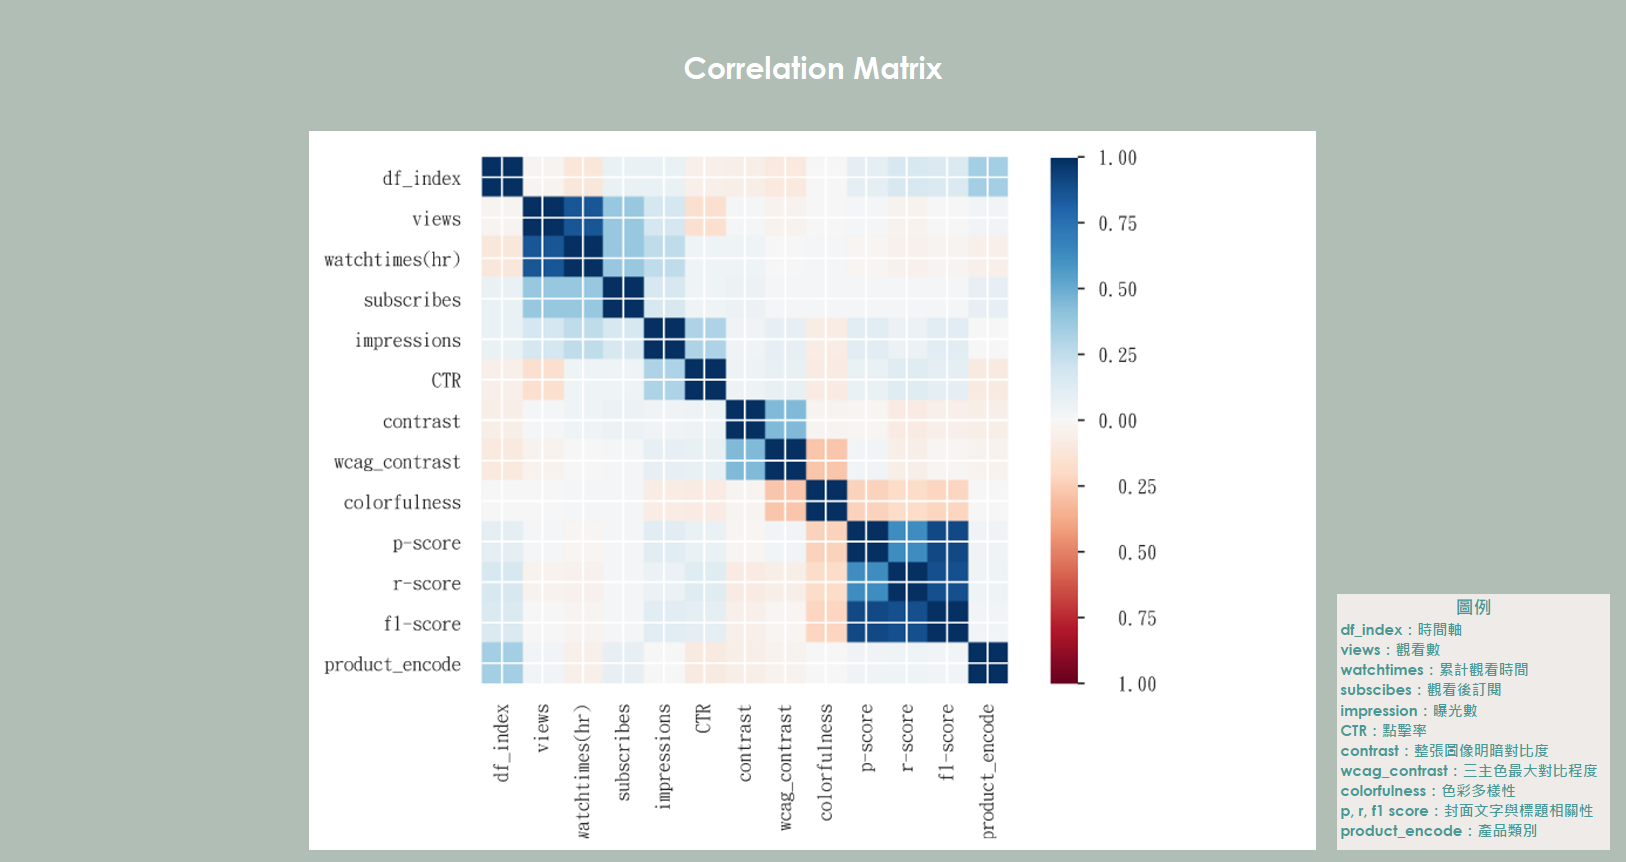 Correlation Matrix
df_index
views
watchtimes(hr)
subscribes
impressions
CTR
contrast
wcag_contrast
colorfulness
p-score
r-score
f1-score
product_encode
1.00
0.75
0.50
0.25
0.00
0.25
0.50
0.75
1.00
df_index
views
watchtimes(hr)
subscribes
impressions
CTR
contrast
wcag_contrast
colorfulness
p-score
r-score
f1-score
product_encode
圖例
df_index：時間軸
views：觀看數
watchtimes：累計觀看時間
subscibes：觀看後訂閱
impression：曝光數
CTR：點擊率
contrast：整張圖像明暗對比度
wcag_contrast：三主色最大對比程度
colorfulness：色彩多樣性
p, r, f1 score：封面文字與標題相關性
product_encode：產品類別